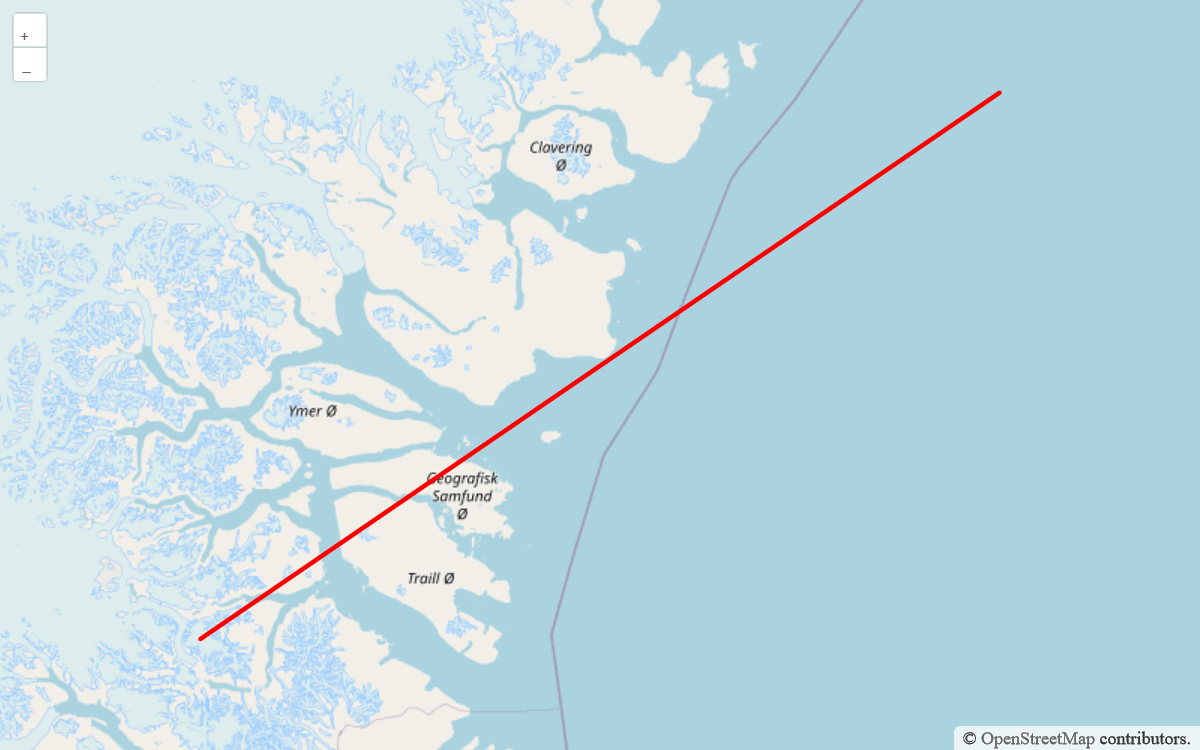 +
–
Clavering
Ø
Ymer Ø
Geografisk
Samfund
Ø
Traill Ø
© OpenStreetMap contributors.